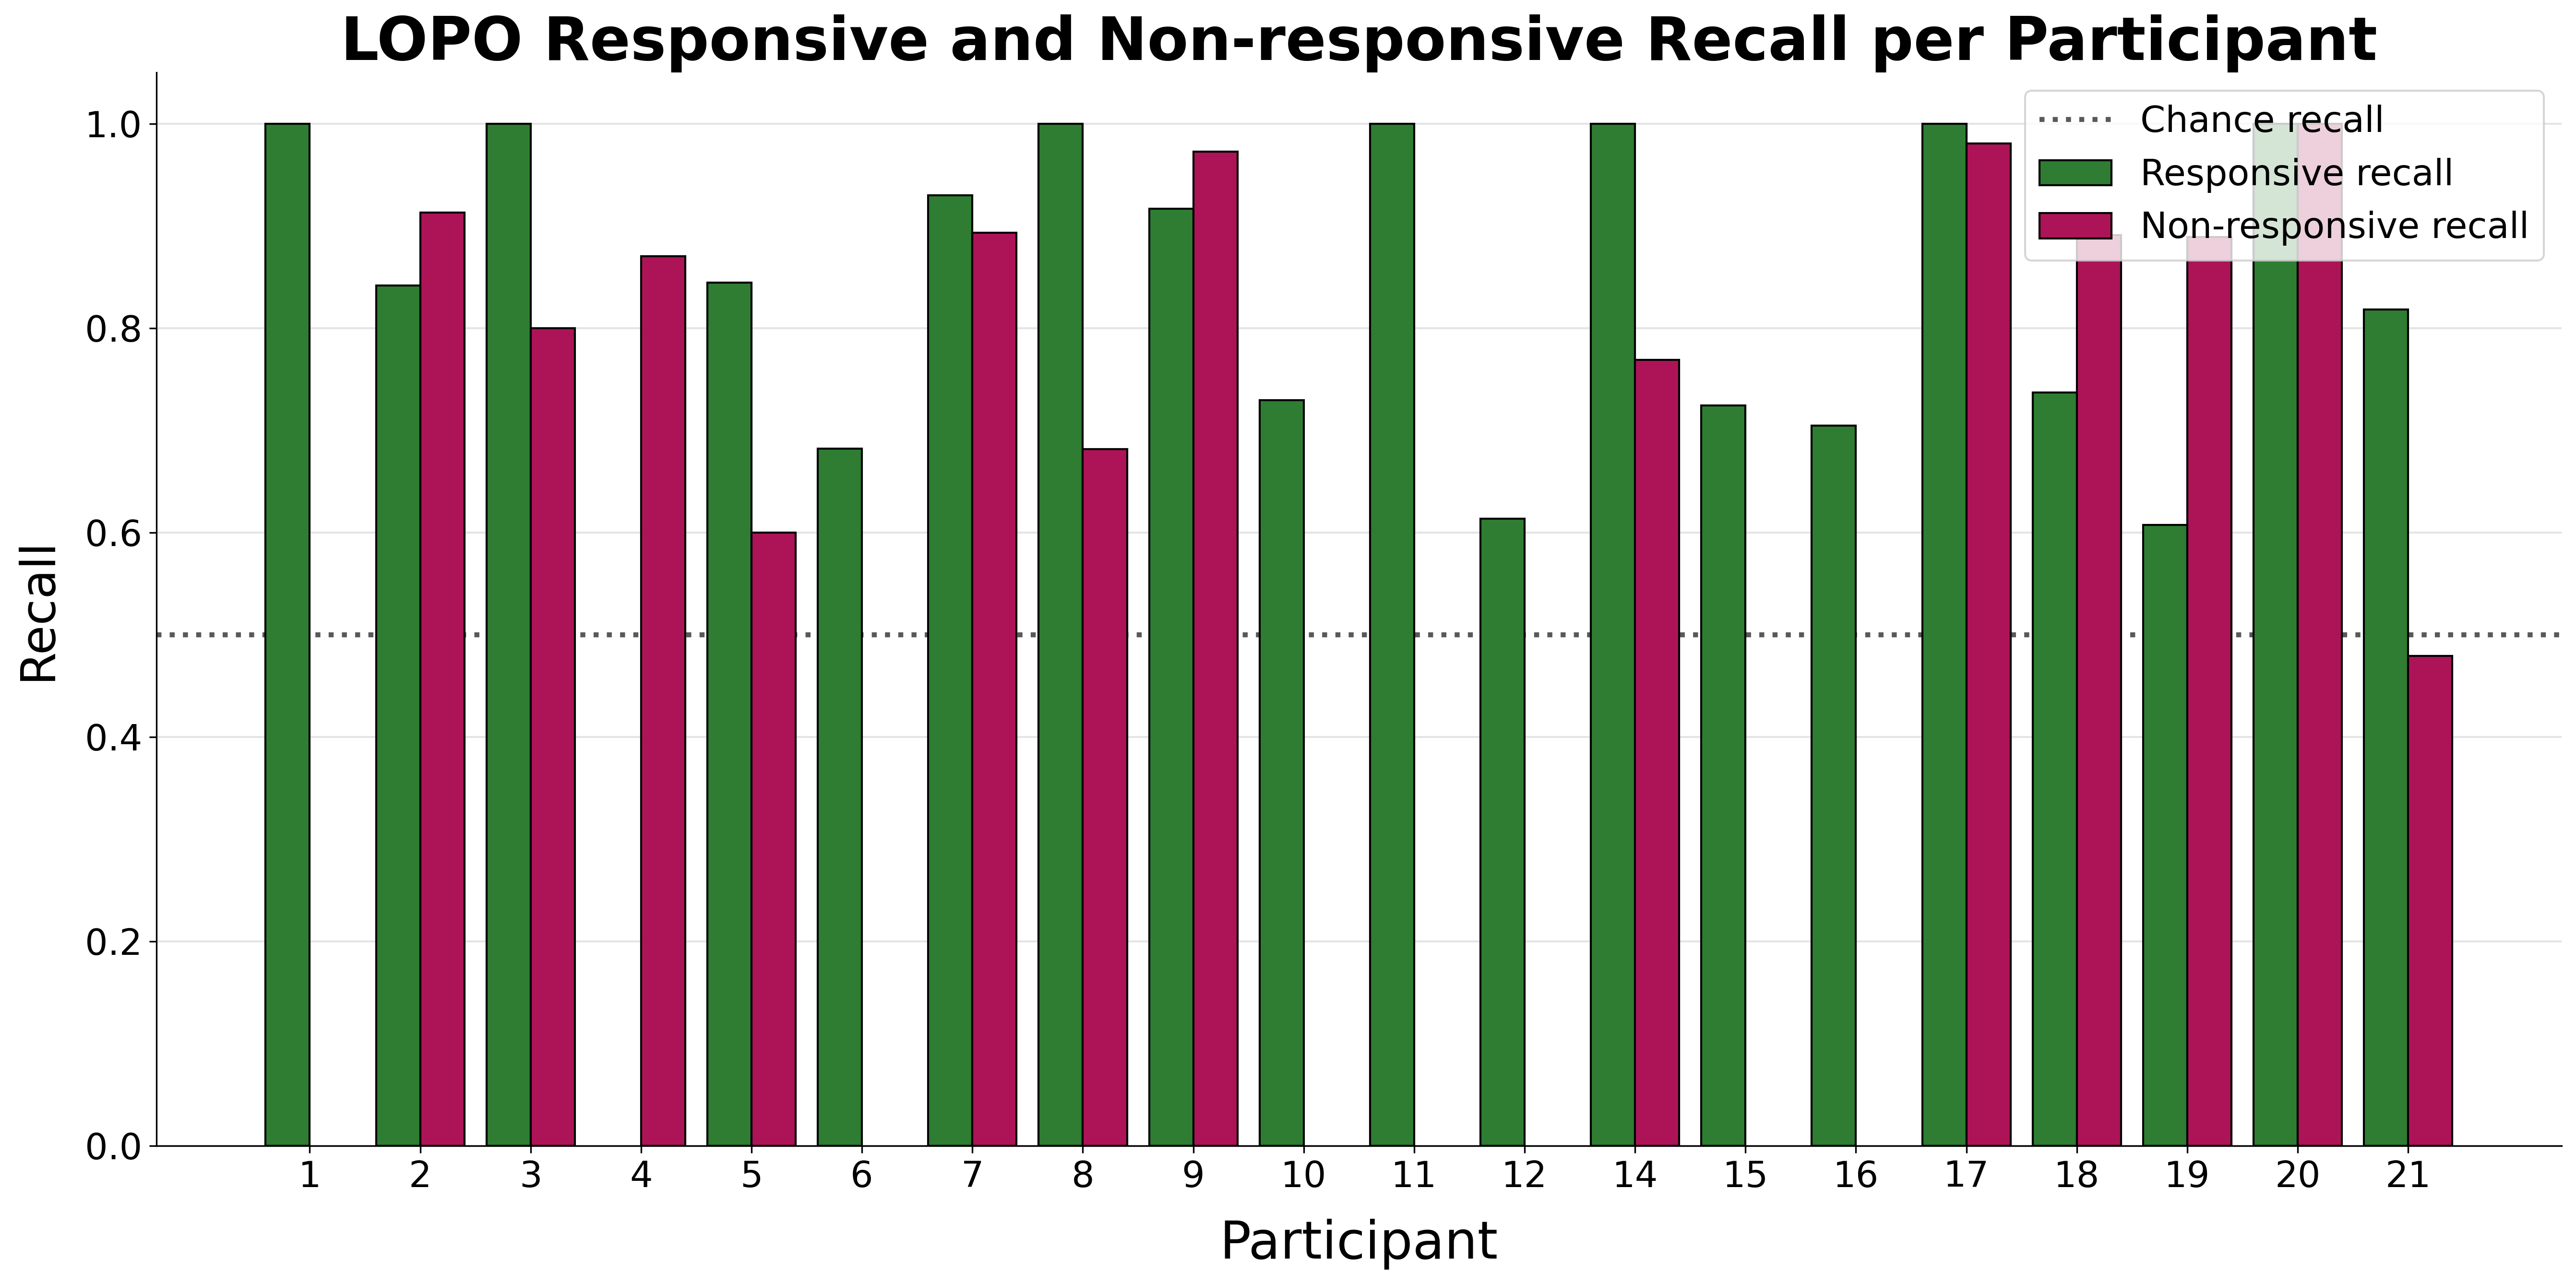 LOPO Responsive and Non-responsive Recall per Participant
Chance recall
Responsive recall
Non-responsive recall
Recall
1.0
0.8
0.6
0.4
0.2
0.0
1 2 3 4 5 6 7 8 9 10 11 12 14 15 16 17 18 19 20 21
Participant